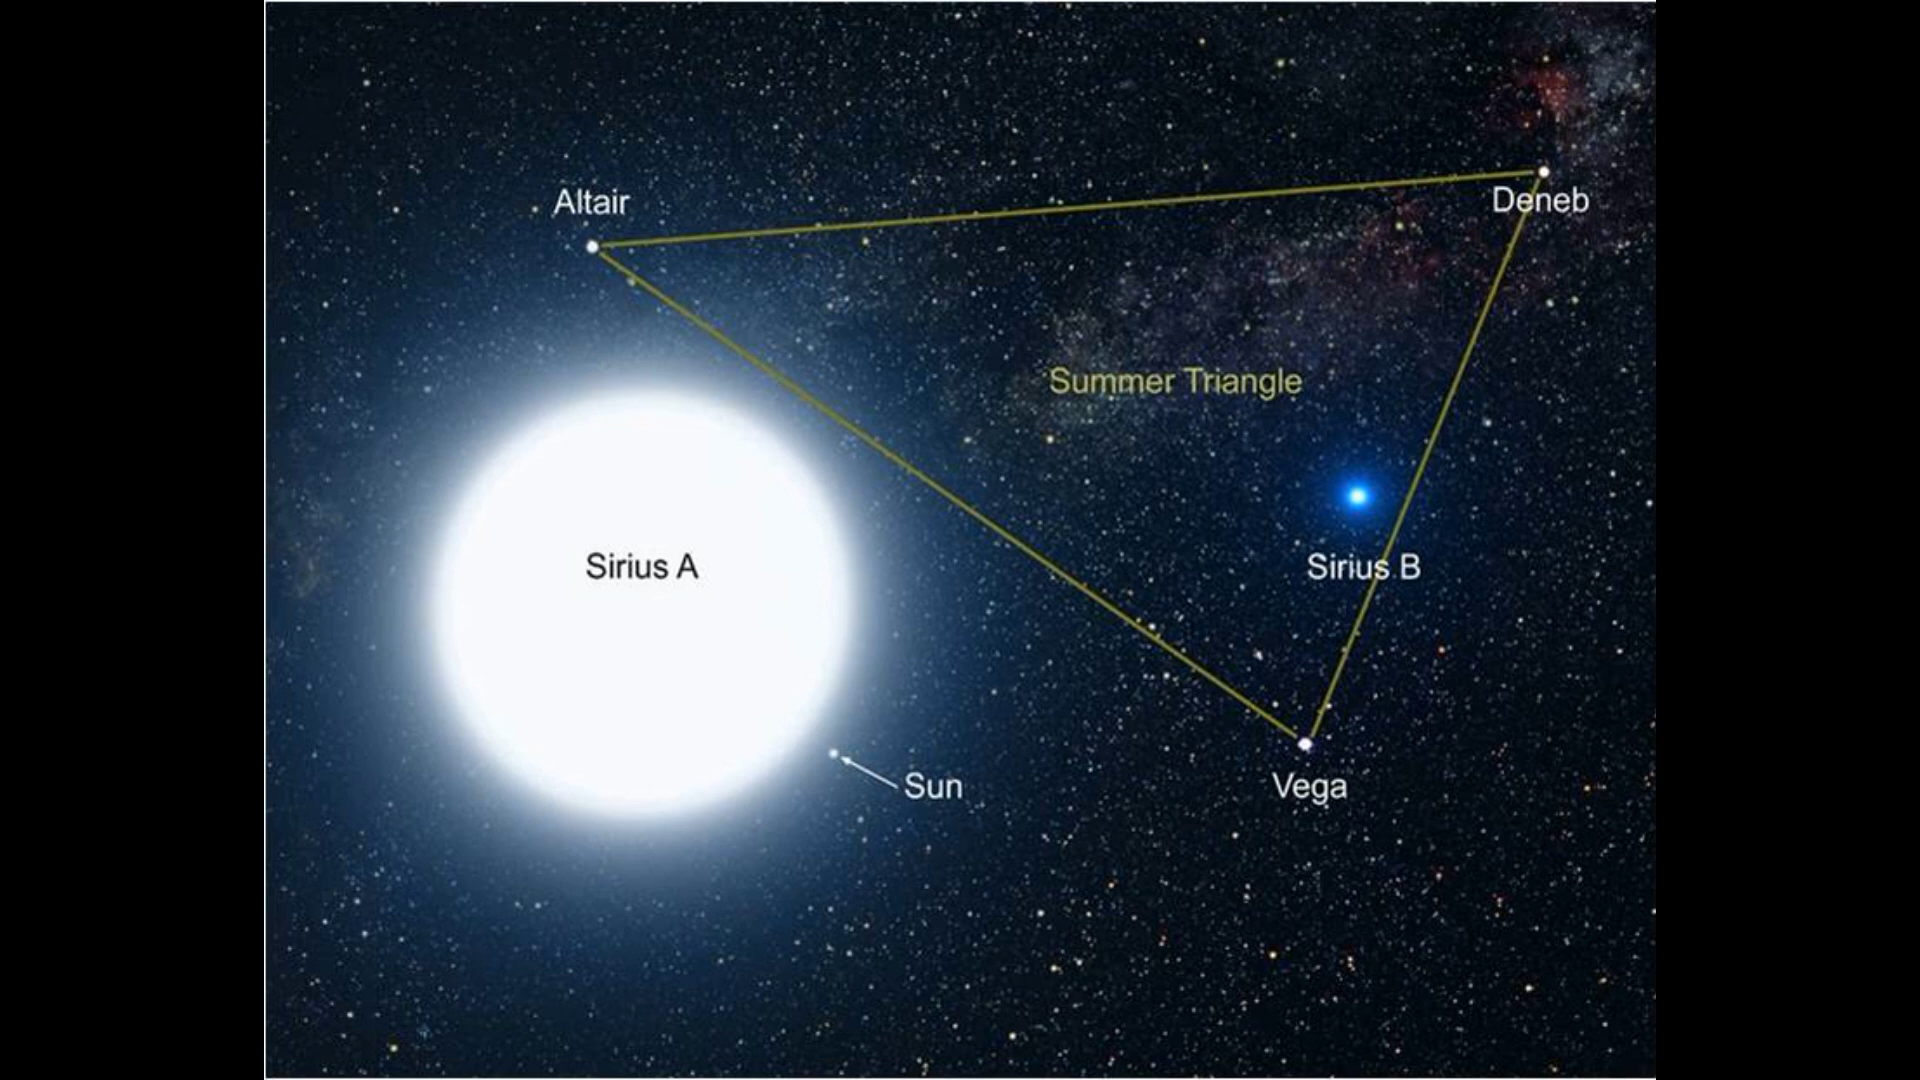 Altair
Deneb
Summer Triangle
Sirius A
Sirius B
Sun
Vega